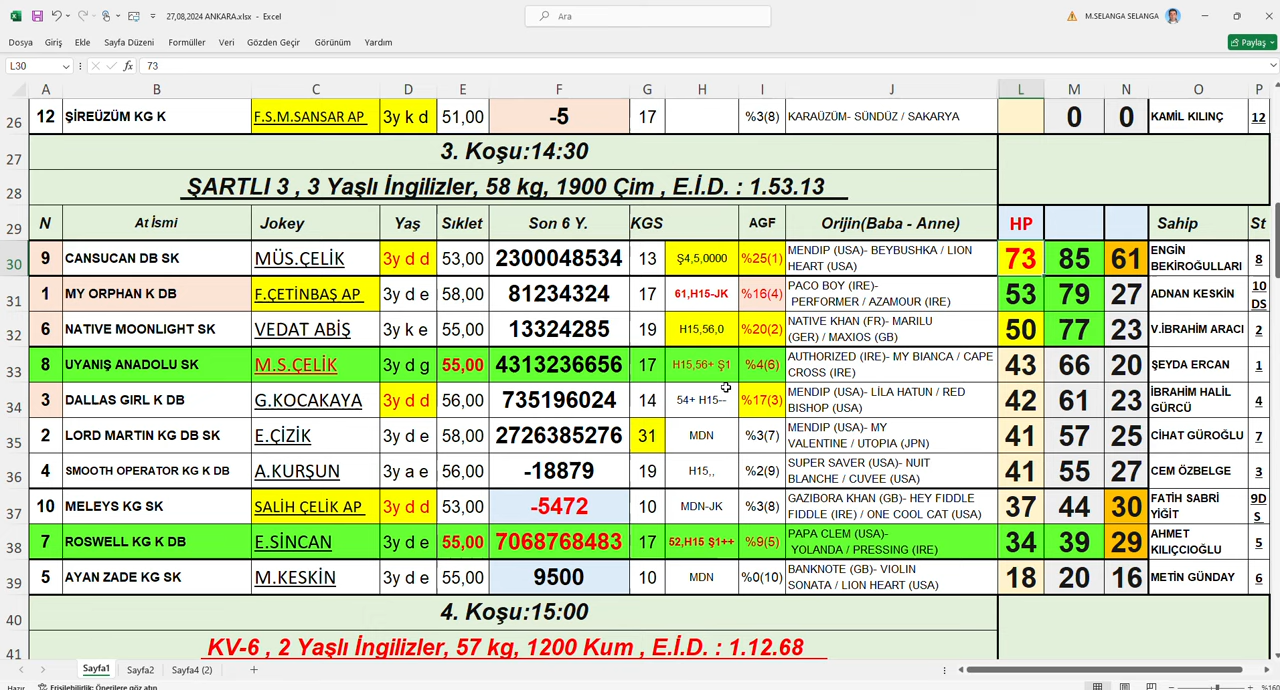 27,08,2024 ANKARA.xlsx - Excel
Ara
M.SELANGA SELANGA
Dosya Giriş Ekle Sayfa Düzeni Formüller Veri Gözden Geçir Görünüm Yardım
Paylaş
L30 fx 73
A B C D E F G H I J L M N O P
26 12 ŞİREÜZÜM KG K F.S.M.SANSAR AP 3y k d 51,00 -5 17 %3(8) KARAÜZÜM- SÜNDÜZ / SAKARYA 0 0 KAMİL KILINÇ 12
27 3. Koşu:14:30
28 ŞARTLI 3 , 3 Yaşlı İngilizler, 58 kg, 1900 Çim , E.İ.D. : 1.53.13
29 N At İsmi Jokey Yaş Sıklet Son 6 Y. KGS AGF Orijin(Baba - Anne) HP Sahip St
30 9 CANSUCAN DB SK MÜS.ÇELİK 3y d d 53,00 2300048534 13 Ş4,5,0000 %25(1) MENDIP (USA)- BEYBUSHKA / LION HEART (USA) 73 85 61 ENGİN BEKİROĞULLARI 8
31 1 MY ORPHAN K DB F.ÇETİNBAŞ AP 3y d e 58,00 81234324 17 61,H15-JK %16(4) PACO BOY (IRE)- PERFORMER / AZAMOUR (IRE) 53 79 27 ADNAN KESKİN 10 DS
32 6 NATIVE MOONLIGHT SK VEDAT ABİŞ 3y k e 55,00 13324285 19 H15,56,0 %20(2) NATIVE KHAN (FR)- MARILU (GER) / MAXIOS (GB) 50 77 23 V.İBRAHİM ARACI 2
33 8 UYANIŞ ANADOLU SK M.S.ÇELİK 3y d g 55,00 4313236656 17 H15,56+ Ş1 %4(6) AUTHORIZED (IRE)- MY BIANCA / CAPE CROSS (IRE) 43 66 20 ŞEYDA ERCAN 1
34 3 DALLAS GIRL K DB G.KOCAKAYA 3y d d 55,00 735196024 14 54+ H15-- %17(3) MENDIP (USA)- LİLA HATUN / RED BISHOP (USA) 42 61 23 İBRAHİM HALİL GÜRCÜ 4
35 2 LORD MARTIN KG DB SK E.ÇİZİK 3y d e 58,00 2726385276 31 MDN %3(7) MENDIP (USA)- MY VALENTINE / UTOPIA (JPN) 41 57 25 CİHAT GÜROĞLU 7
36 4 SMOOTH OPERATOR KG K DB A.KURŞUN 3y a e 56,00 -18879 19 H15,, %2(9) SUPER SAVER (USA)- NUIT BLANCHE / CUVEE (USA) 41 55 27 CEM ÖZBELGE 3
37 10 MELEYS KG SK SALİH ÇELİK AP 3y d d 53,00 -5472 10 MDN-JK %3(8) GAZIBORA KHAN (GB)- HEY FIDDLE FIDDLE (IRE) / ONE COOL CAT (USA) 37 44 30 FATİH SABRİ YİĞİT 9D S
38 7 ROSWELL KG K DB E.SİNCAN 3y d e 55,00 7068768483 17 52,H15 Ş1++ %9(5) PAPA CLEM (USA)- YOLANDA / PRESSING (IRE) 34 39 29 AHMET KILIÇCIOĞLU 5
39 5 AYAN ZADE KG SK M.KESKİN 3y d e 55,00 9500 10 MDN %0(10) BANKNOTE (GB)- VIOLIN SONATA / LION HEART (USA) 18 20 16 METİN GÜNDAY 6
40 4. Koşu:15:00
41 KV-6 , 2 Yaşlı İngilizler, 57 kg, 1200 Kum , E.İ.D. : 1.12.68
Sayfa1 Sayfa2 Sayfa4 (2)
Hazır Erişilebilirlik: Önerilere göz atın %160